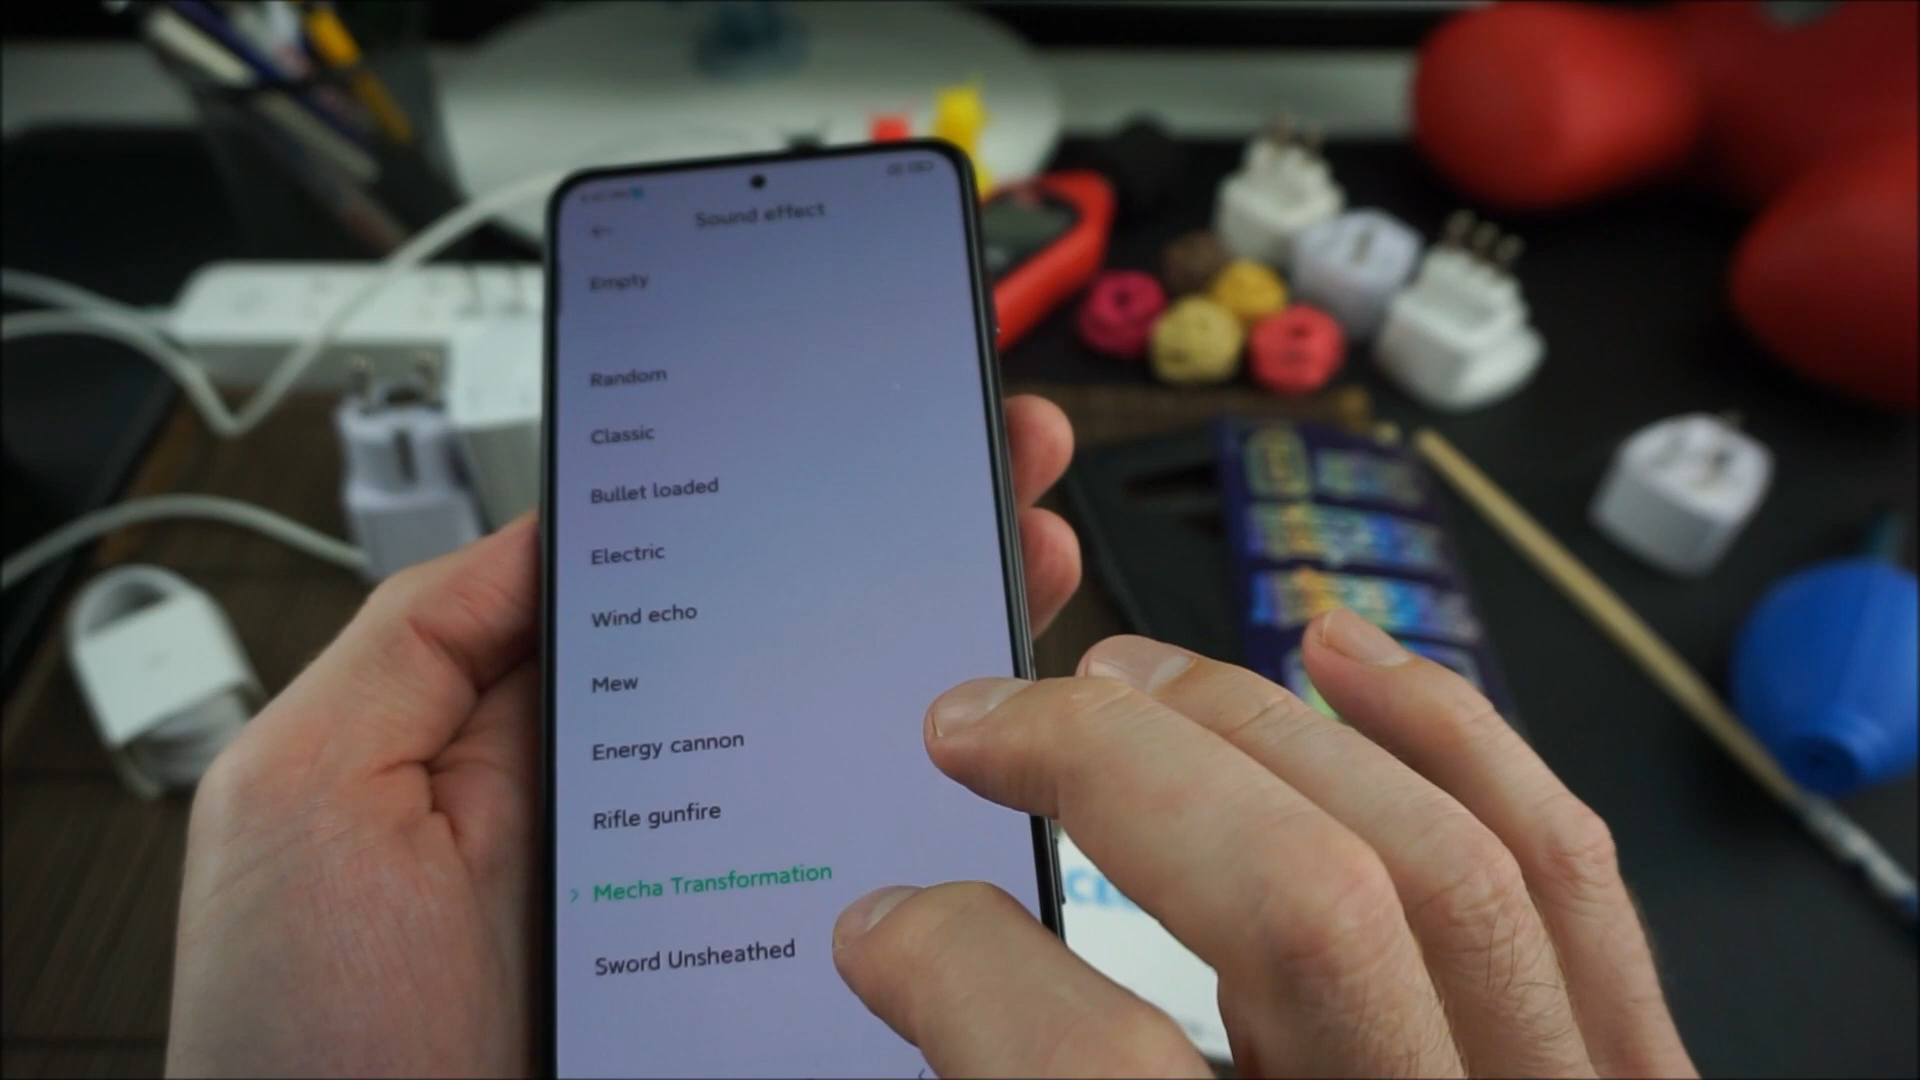 Sound effect
Empty
Random
Classic
Bullet loaded
Electric
Wind echo
Mew
Energy cannon
Rifle gunfire
Mecha Transformation
Sword Unsheathed